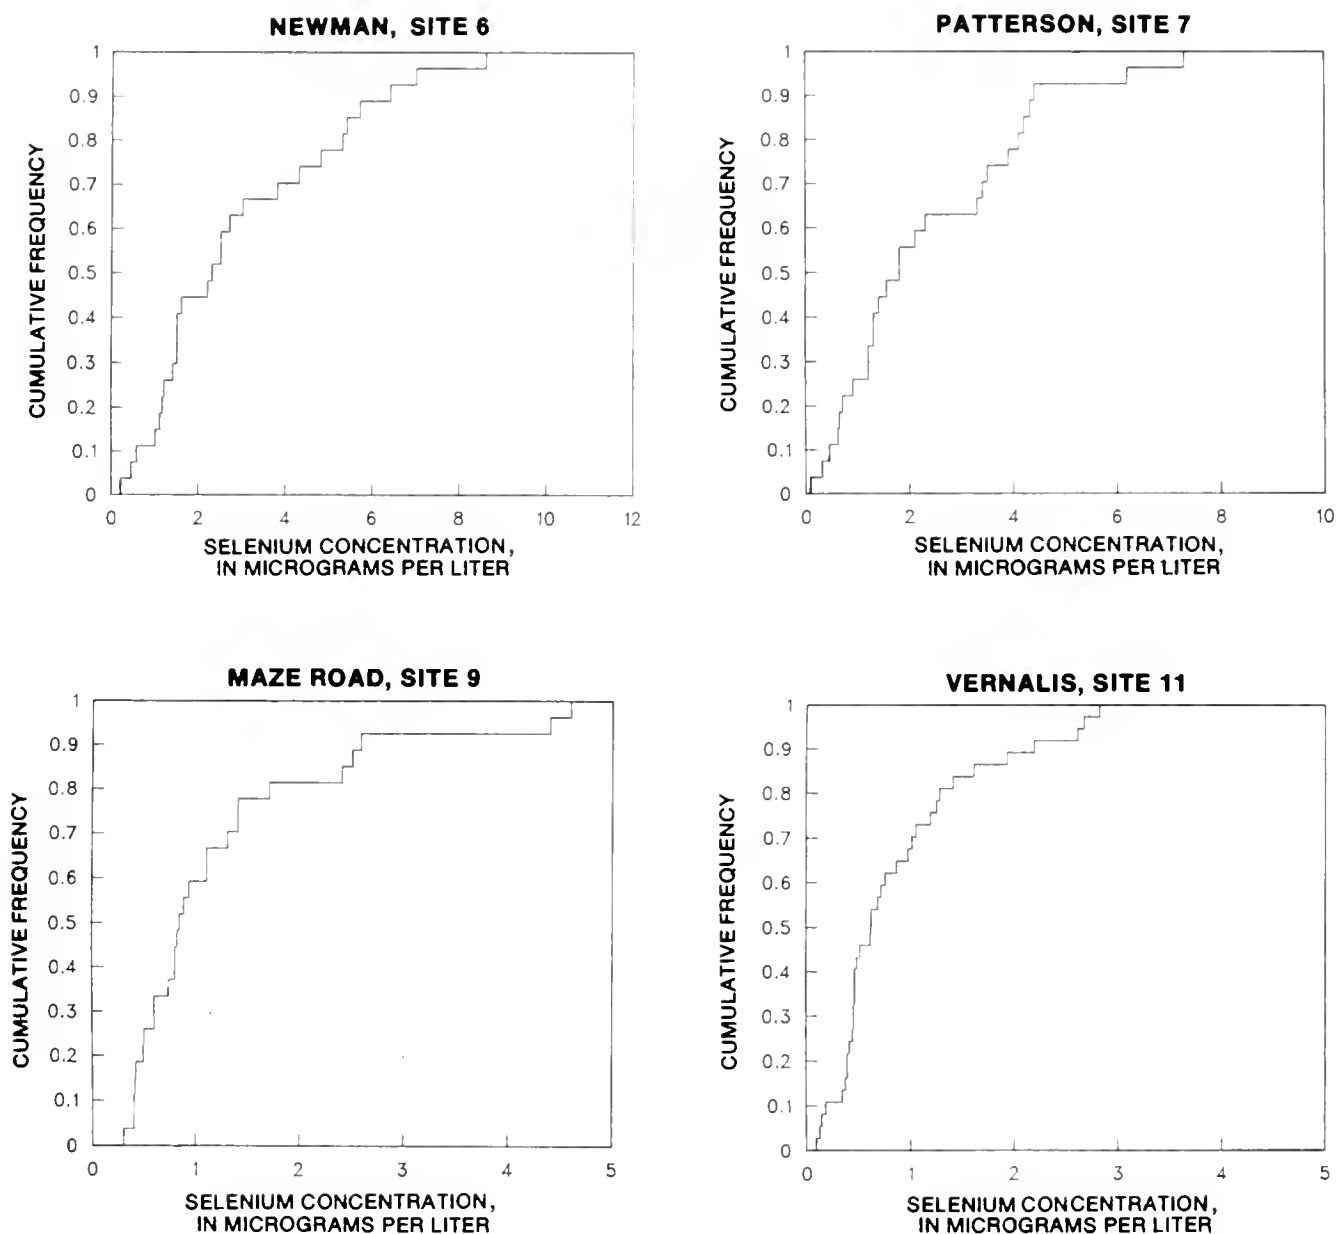 NEWMAN, SITE 6
1
0.9
0.8
0.7
0.6
0.5
0.4
0.3
0.2
0.1
0
CUMULATIVE FREQUENCY
0 2 4 6 8 10 12
SELENIUM CONCENTRATION,
IN MICROGRAMS PER LITER
PATTERSON, SITE 7
1
0.9
0.8
0.7
0.6
0.5
0.4
0.3
0.2
0.1
0
CUMULATIVE FREQUENCY
0 2 4 6 8 10
SELENIUM CONCENTRATION,
IN MICROGRAMS PER LITER
MAZE ROAD, SITE 9
1
0.9
0.8
0.7
0.6
0.5
0.4
0.3
0.2
0.1
0
CUMULATIVE FREQUENCY
0 1 2 3 4 5
SELENIUM CONCENTRATION,
IN MICROGRAMS PER LITER
VERNALIS, SITE 11
1
0.9
0.8
0.7
0.6
0.5
0.4
0.3
0.2
0.1
0
CUMULATIVE FREQUENCY
0 1 2 3 4 5
SELENIUM CONCENTRATION,
IN MICROGRAMS PER LITER